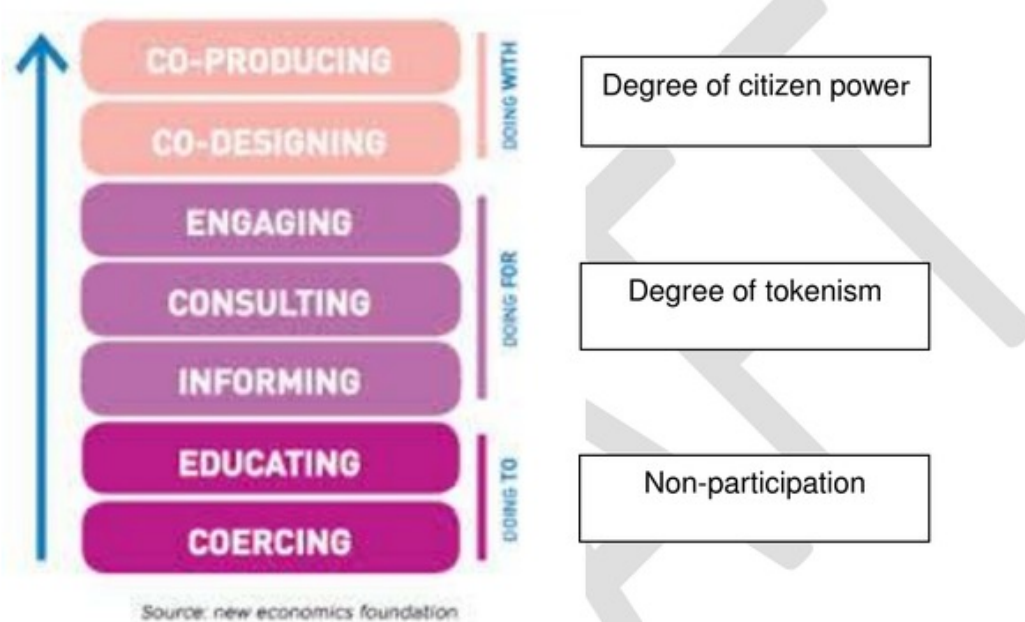 CO-PRODUCING
CO-DESIGNING
DOING WITH
Degree of citizen power
ENGAGING
CONSULTING
INFORMING
DOING FOR
Degree of tokenism
EDUCATING
COERCING
DOING TO
Non-participation
Source: new economics foundation